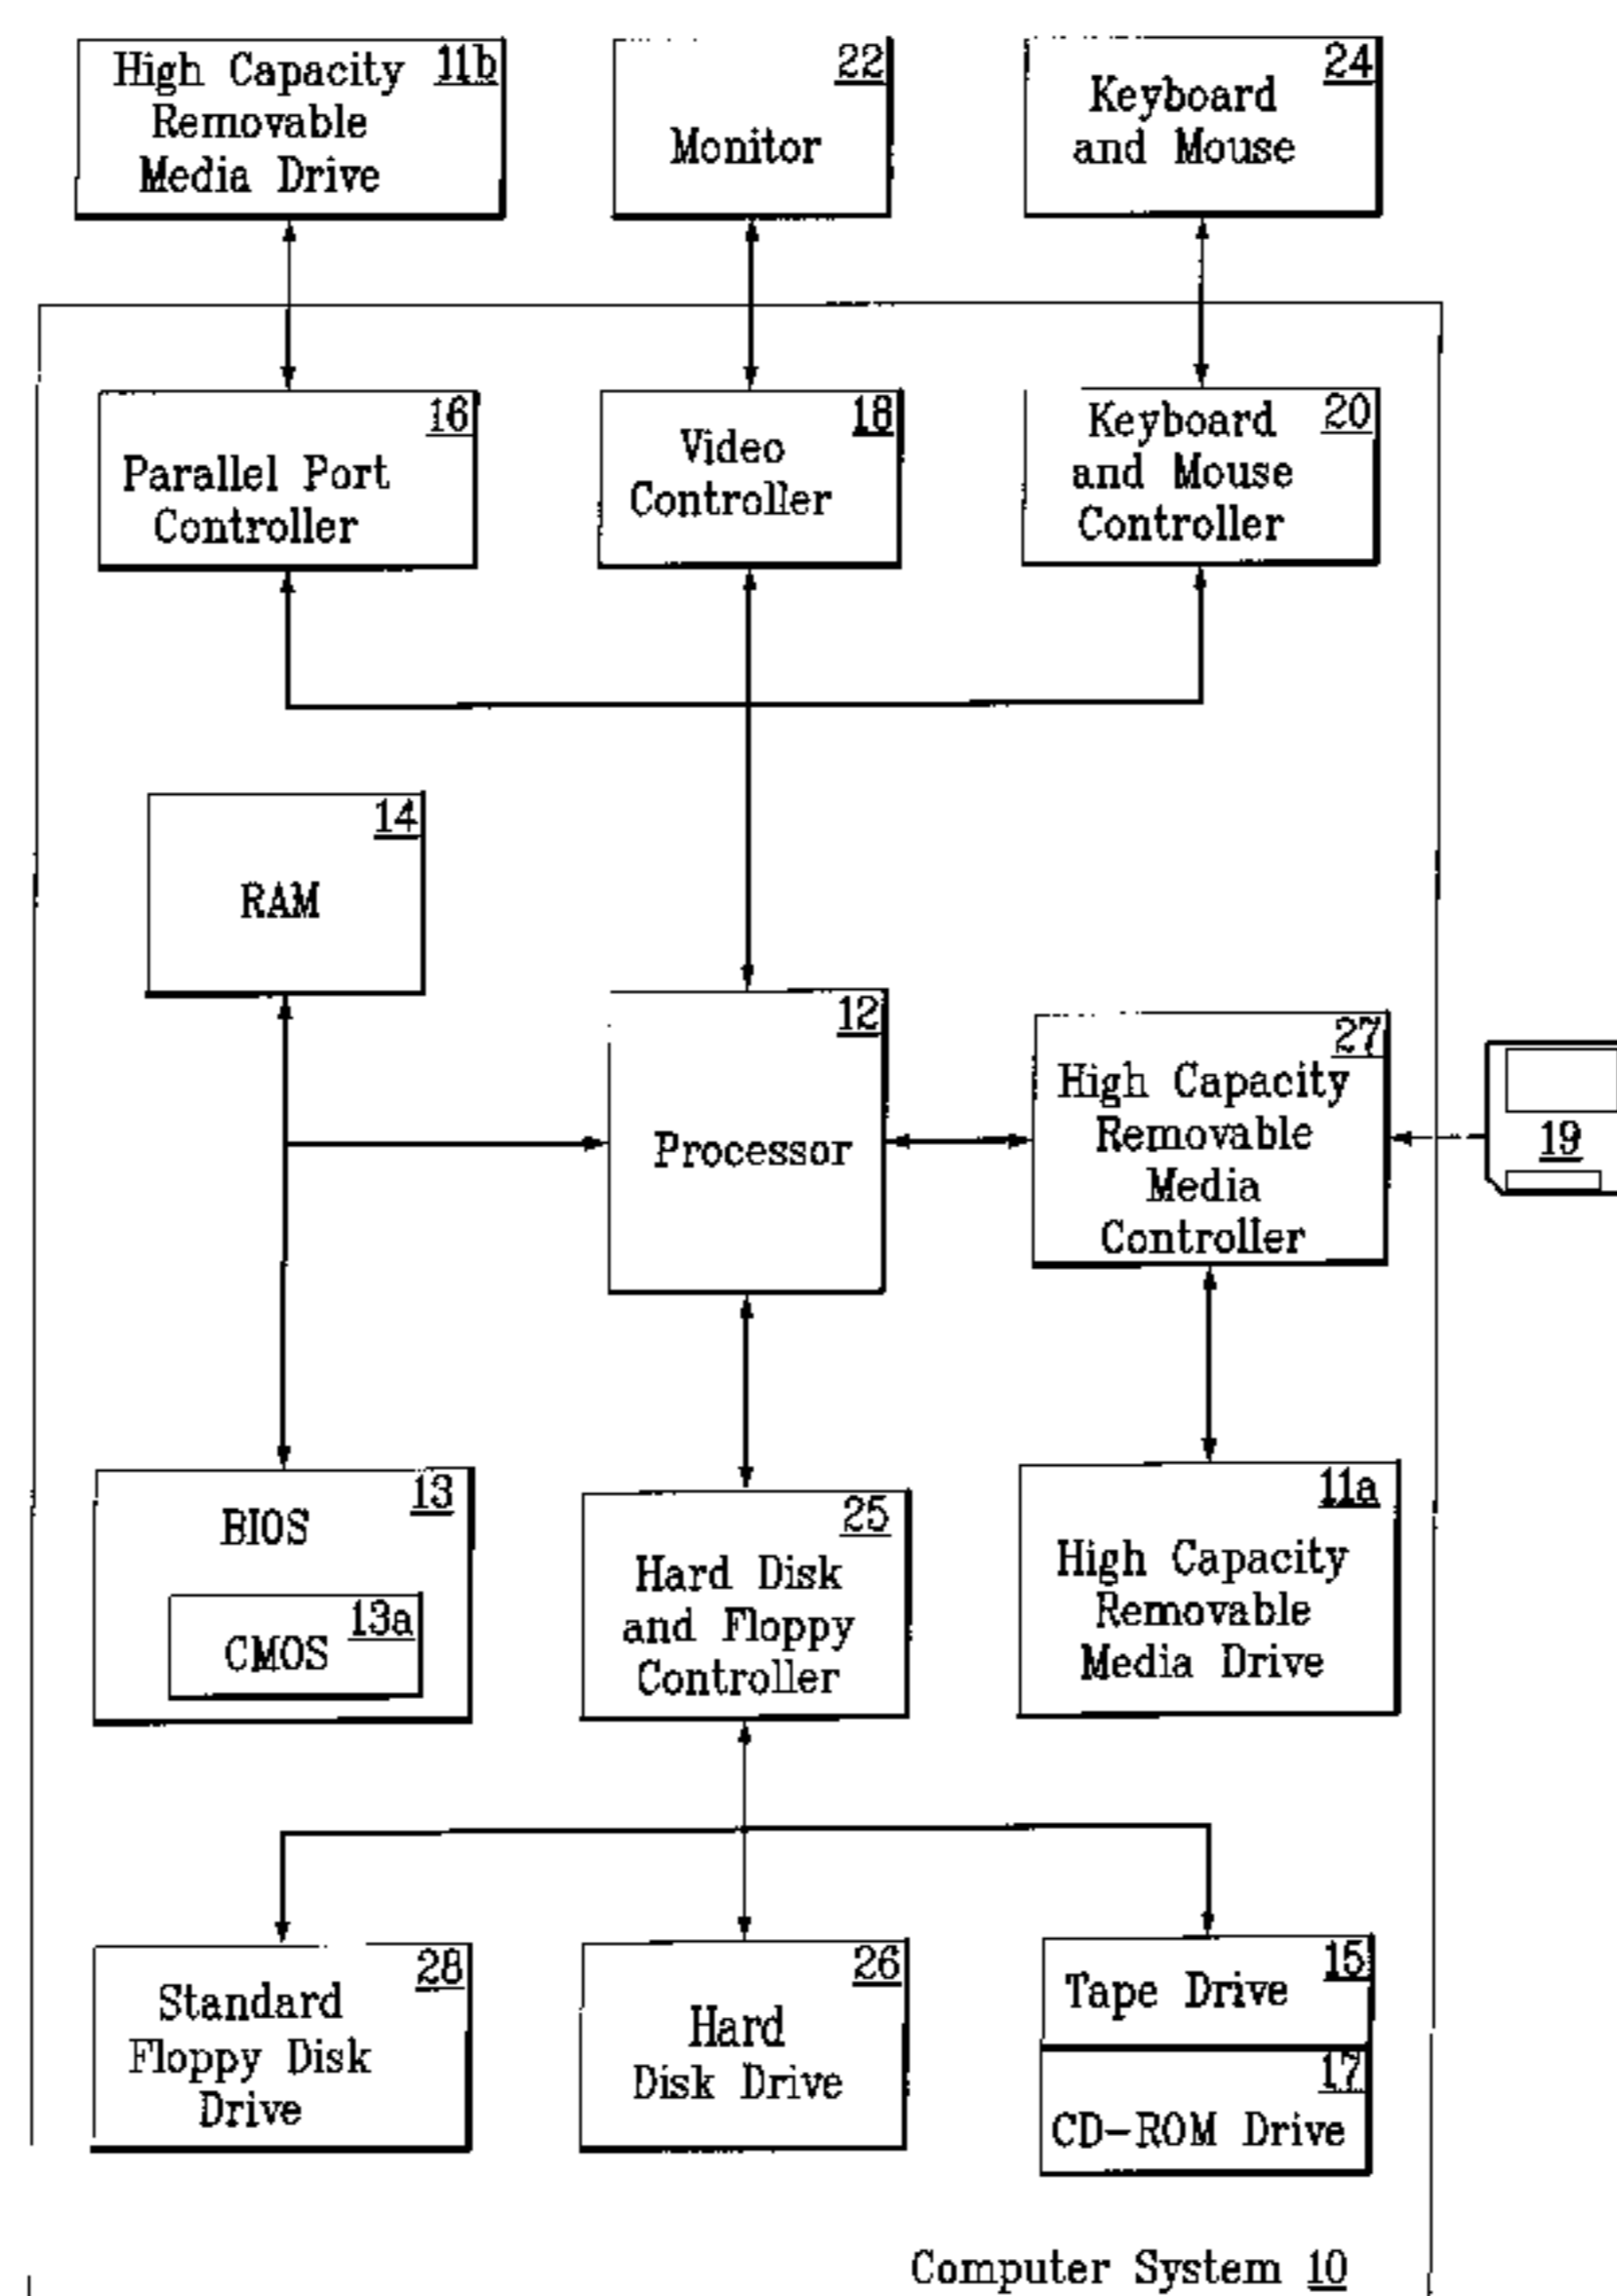 High Capacity 11b
Removable
Media Drive
22
Monitor
24
Keyboard
and Mouse
16
Parallel Port
Controller
18
Video
Controller
20
Keyboard
and Mouse
Controller
14
RAM
12
Processor
27
High Capacity
Removable
Media
Controller
19
13
BIOS
13a
CMOS
25
Hard Disk
and Floppy
Controller
11a
High Capacity
Removable
Media Drive
28
Standard
Floppy Disk
Drive
26
Hard
Disk Drive
15
Tape Drive
17
CD-ROM Drive
Computer System 10